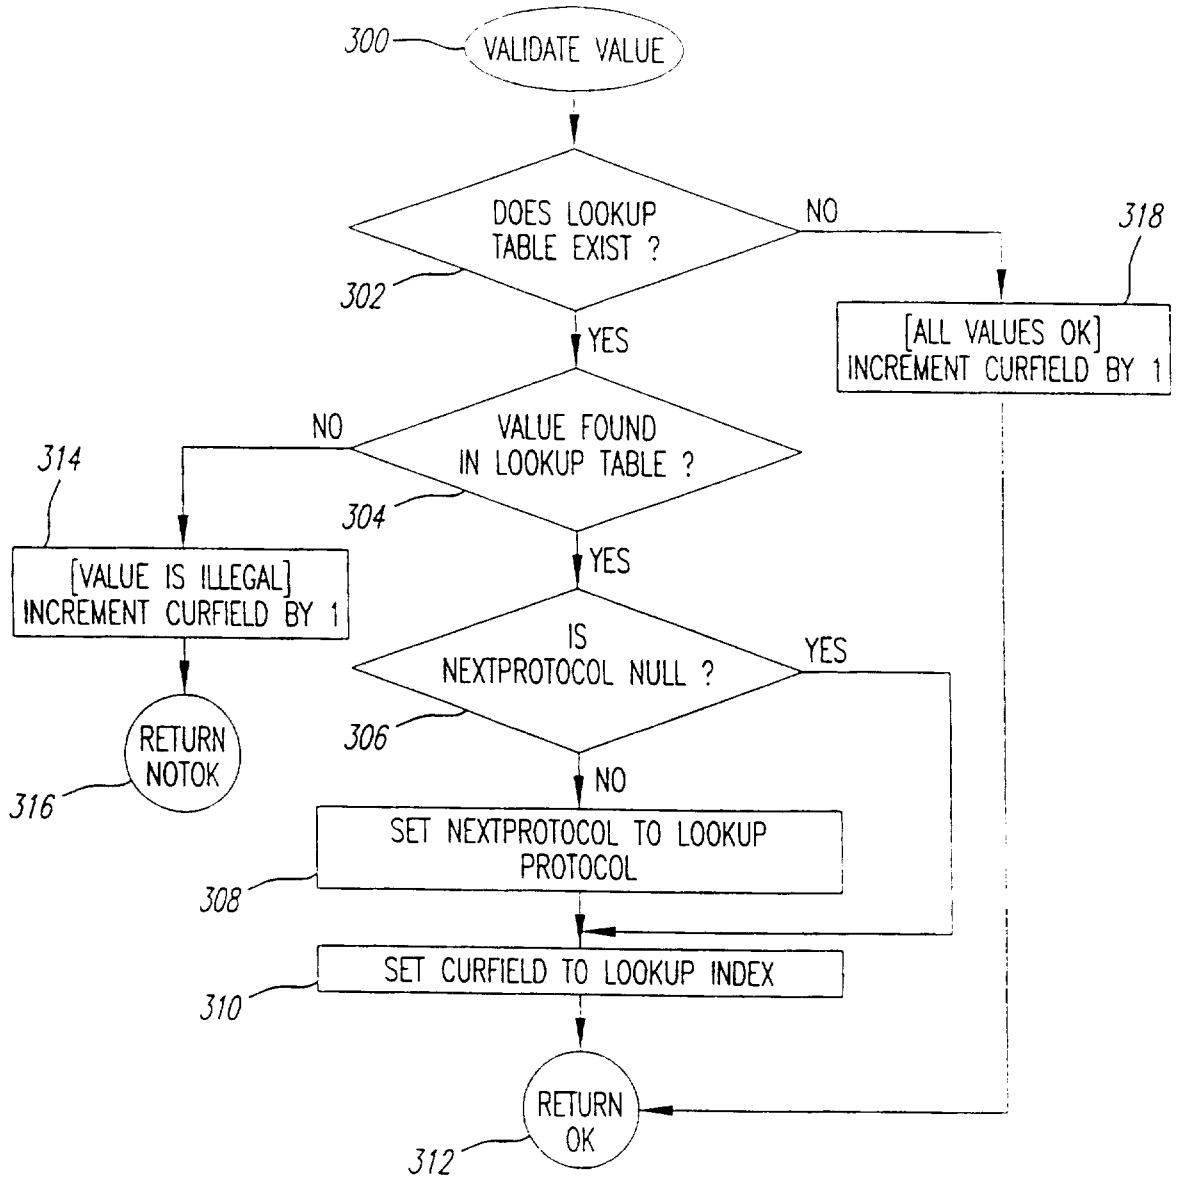 300
VALIDATE VALUE
DOES LOOKUP
TABLE EXIST ?
302
NO
318
[ALL VALUES OK]
INCREMENT CURFIELD BY 1
YES
VALUE FOUND
IN LOOKUP TABLE ?
304
NO
314
[VALUE IS ILLEGAL]
INCREMENT CURFIELD BY 1
RETURN
NOTOK
316
YES
IS
NEXTPROTOCOL NULL ?
306
YES
NO
SET NEXTPROTOCOL TO LOOKUP
PROTOCOL
308
SET CURFIELD TO LOOKUP INDEX
310
RETURN
OK
312